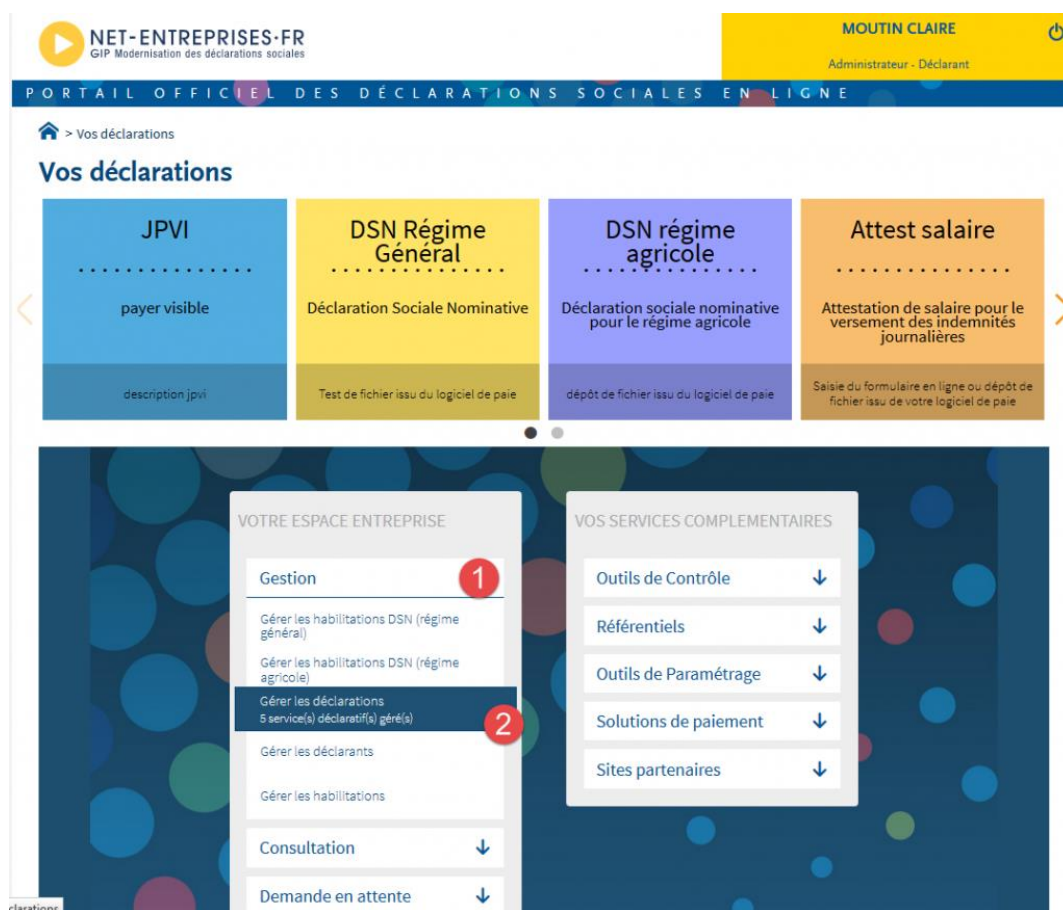 NET-ENTREPRISES·FR
GIP Modernisation des déclarations sociales
MOUTIN CLAIRE
Administrateur - Déclarant
PORTAIL OFFICIEL DES DÉCLARATIONS SOCIALES EN LIGNE
> Vos déclarations
Vos déclarations
JPVI
payer visible
description jpvi
DSN Régime
Général
Déclaration Sociale Nominative
Test de fichier issu du logiciel de paie
DSN régime
agricole
Déclaration sociale nominative
pour le régime agricole
dépôt de fichier issu du logiciel de paie
Attest salaire
Attestation de salaire pour le
versement des indemnités
journalières
Saisie du formulaire en ligne ou dépôt de
fichier issu de votre logiciel de paie
VOTRE ESPACE ENTREPRISE
Gestion
1
Gérer les habilitations DSN (régime
général)
Gérer les habilitations DSN (régime
agricole)
Gérer les déclarations
5 service(s) déclaratif(s) géré(s)
2
Gérer les déclarants
Gérer les habilitations
Consultation
Demande en attente
VOS SERVICES COMPLEMENTAIRES
Outils de Contrôle
Référentiels
Outils de Paramétrage
Solutions de paiement
Sites partenaires